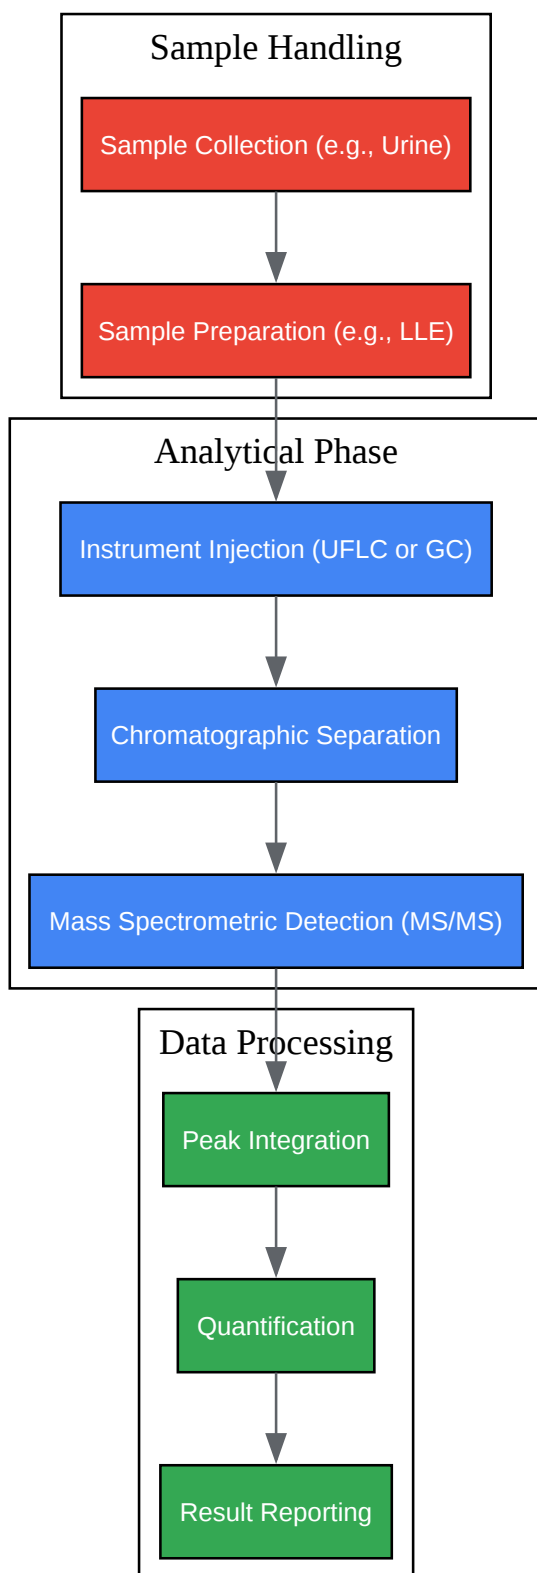 Sample Handling
Sample Collection (e.g., Urine)
Sample Preparation (e.g., LLE)
Analytical Phase
Instrument Injection (UFLC or GC)
Chromatographic Separation
Mass Spectrometric Detection (MS/MS)
Data Processing
Peak Integration
Quantification
Result Reporting